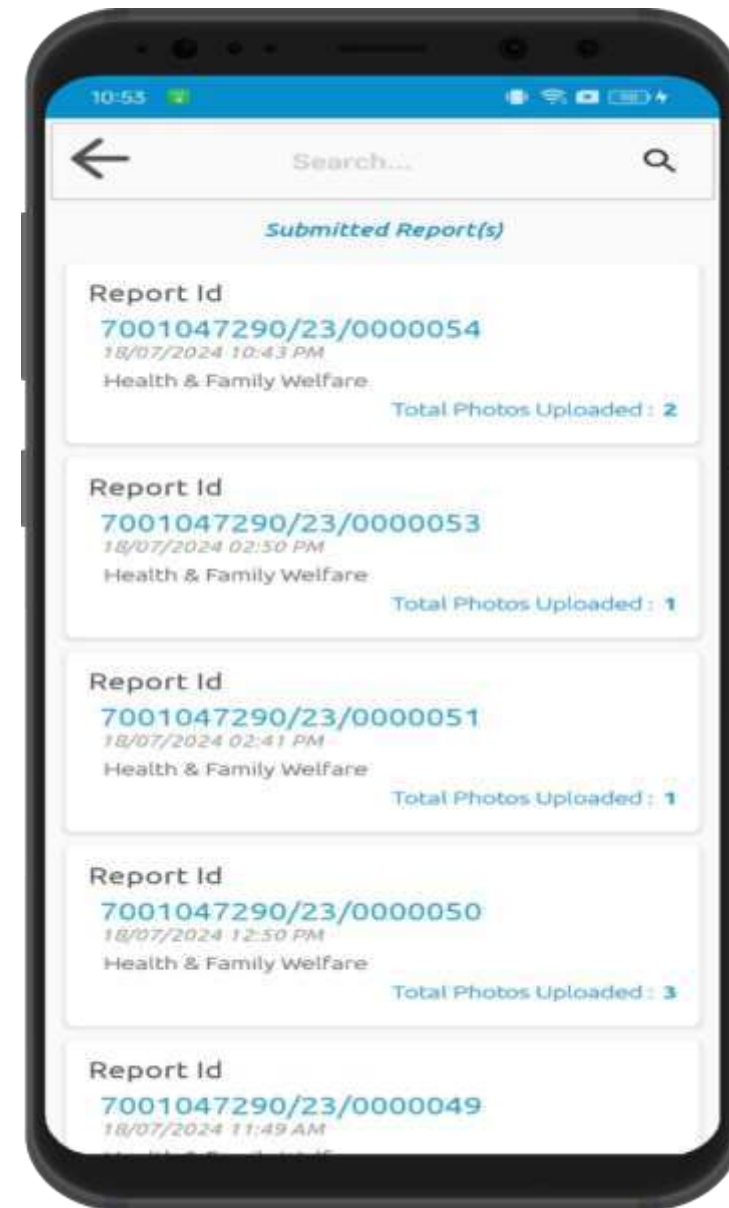 10:53
Search...
Submitted Report(s)
Report Id
7001047290/23/0000054
18/07/2024 10:43 PM
Health & Family Welfare
Total Photos Uploaded : 2
Report Id
7001047290/23/0000053
18/07/2024 02:50 PM
Health & Family Welfare
Total Photos Uploaded : 1
Report Id
7001047290/23/0000051
18/07/2024 02:41 PM
Health & Family Welfare
Total Photos Uploaded : 1
Report Id
7001047290/23/0000050
18/07/2024 12:50 PM
Health & Family Welfare
Total Photos Uploaded : 3
Report Id
7001047290/23/0000049
18/07/2024 11:49 AM